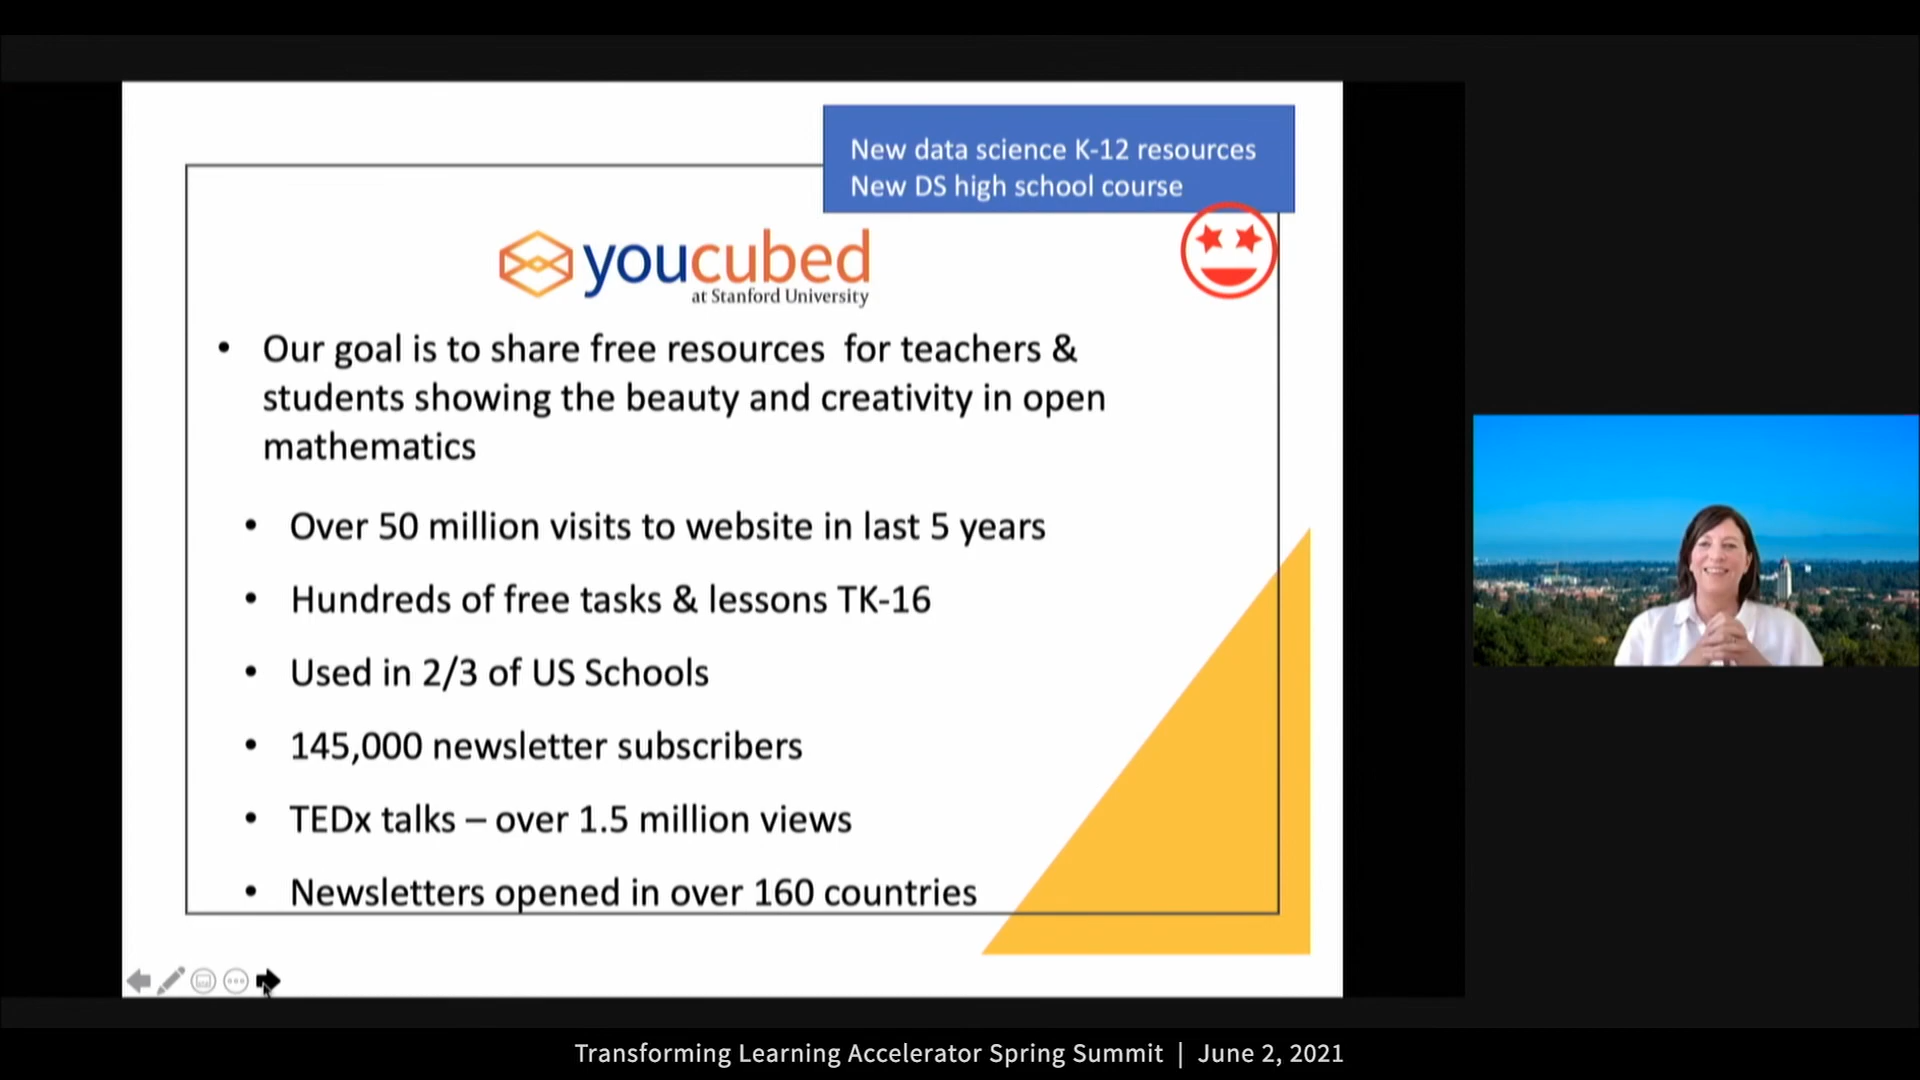 New data science K-12 resources
New DS high school course
youcubed
at Stanford University
• Our goal is to share free resources for teachers &
students showing the beauty and creativity in open
mathematics
• Over 50 million visits to website in last 5 years
• Hundreds of free tasks & lessons TK-16
• Used in 2/3 of US Schools
• 145,000 newsletter subscribers
• TEDx talks – over 1.5 million views
• Newsletters opened in over 160 countries
Transforming Learning Accelerator Spring Summit | June 2, 2021